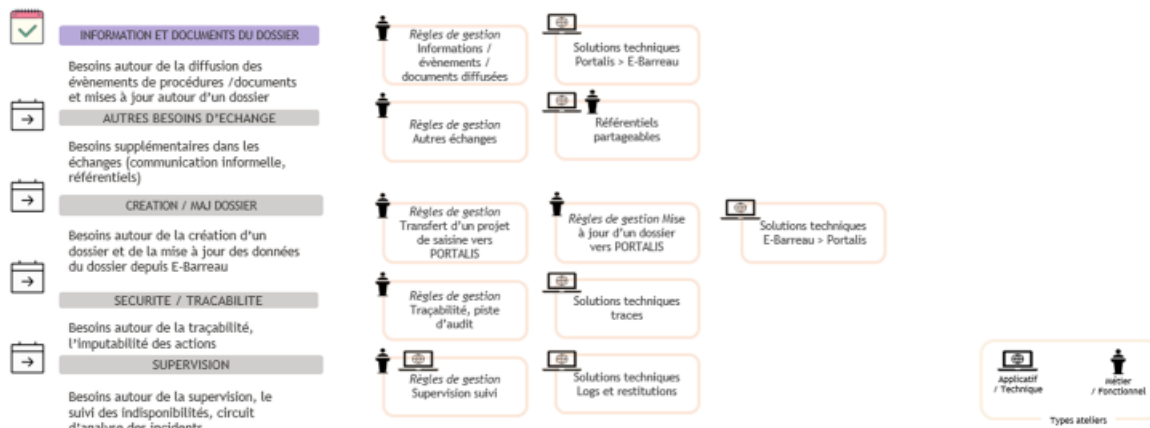 INFORMATION ET DOCUMENTS DU DOSSIER
Besoins autour de la diffusion des
évènements de procédures /documents
et mises à jour autour d'un dossier
Règles de gestion
Informations /
évènements /
documents diffusées
Solutions techniques
Portalis > E-Barreau
AUTRES BESOINS D'ECHANGE
Besoins supplémentaires dans les
échanges (communication informelle,
référentiels)
Règles de gestion
Autres échanges
Référentiels
partageables
CREATION / MAJ DOSSIER
Besoins autour de la création d'un
dossier et de la mise à jour des données
du dossier depuis E-Barreau
Règles de gestion
Transfert d'un projet
de saisine vers
PORTALIS
Règles de gestion Mise
à jour d'un dossier
vers PORTALIS
Solutions techniques
E-Barreau > Portalis
SECURITE / TRACABILITE
Besoins autour de la traçabilité,
l'imputabilité des actions
Règles de gestion
Traçabilité, piste
d'audit
Solutions techniques
traces
SUPERVISION
Besoins autour de la supervision, le
suivi des indisponibilités, circuit
d'analyse des incidents
Règles de gestion
Supervision suivi
Solutions techniques
Logs et restitutions
Applicatif
/ Technique
Métier
/ Fonctionnel
Types ateliers